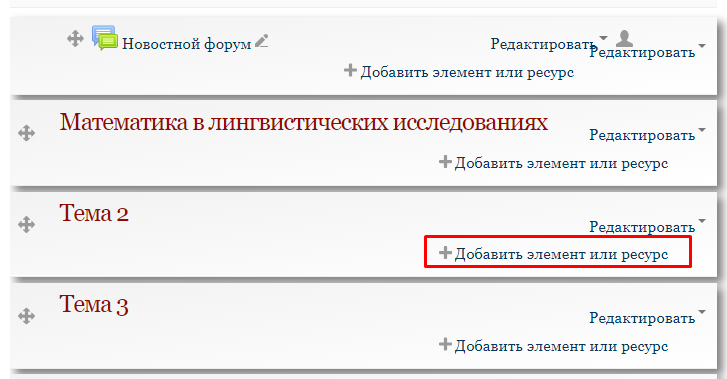 Новостной форум Редактировать Редактировать
Добавить элемент или ресурс
Математика в лингвистических исследованиях
Редактировать
Добавить элемент или ресурс
Тема 2
Редактировать
Добавить элемент или ресурс
Тема 3
Редактировать
Добавить элемент или ресурс